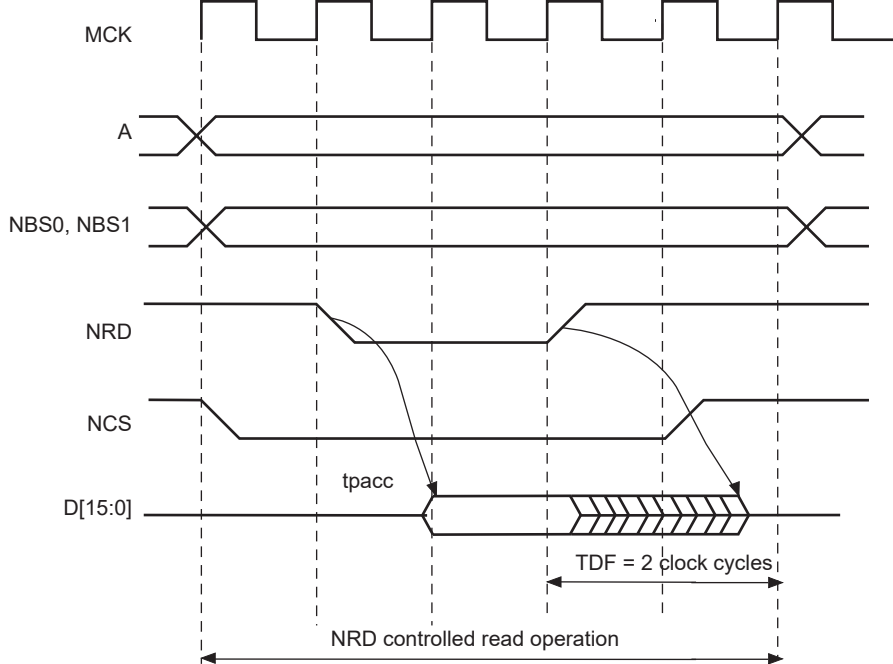 MCK
A
NBS0, NBS1
NRD
NCS
tpacc
D[15:0]
TDF = 2 clock cycles
NRD controlled read operation